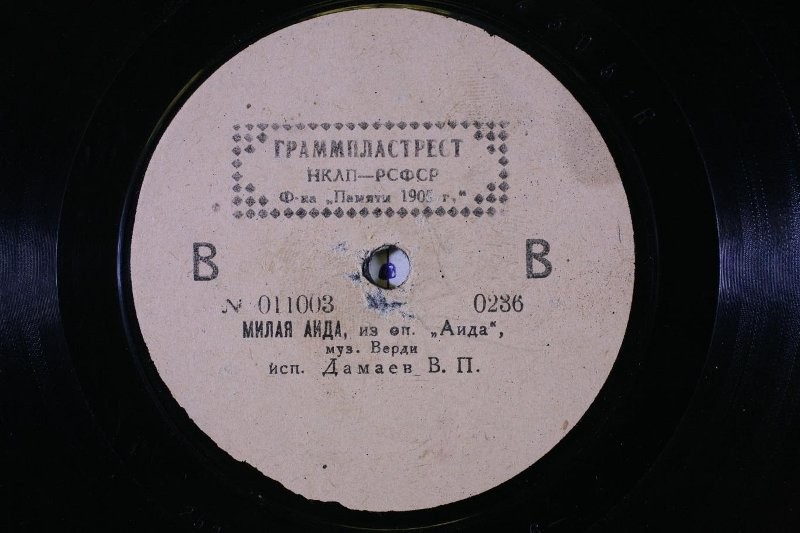 ГРАММПЛАСТРЕСТ
НКЛП—РСФСР
Ф-ка „Памяти 1905 г.“
В В
№ 011003 — 0236
МИЛАЯ АИДА, из оп. „Аида“,
муз. Верди
исп. Дамаев В. П.